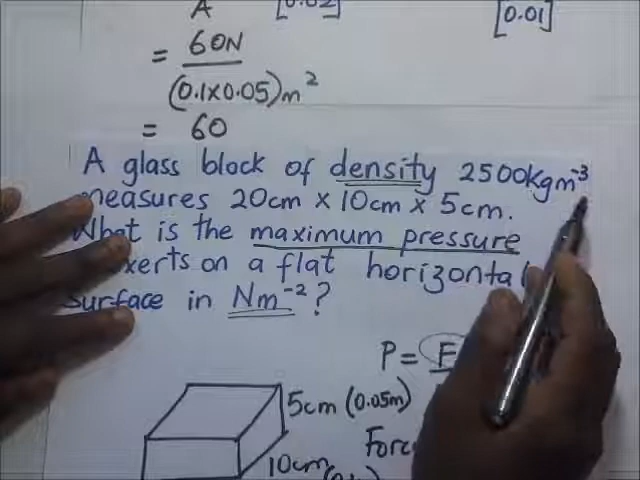 A
[0.01]
= 60N
(0.1x0.05)m²
= 60
A glass block of density 2500kgm⁻³
measures 20cm x 10cm x 5cm.
What is the maximum pressure
exerts on a flat horizontal
surface in Nm⁻²?
P = F
5cm (0.05m)
10cm